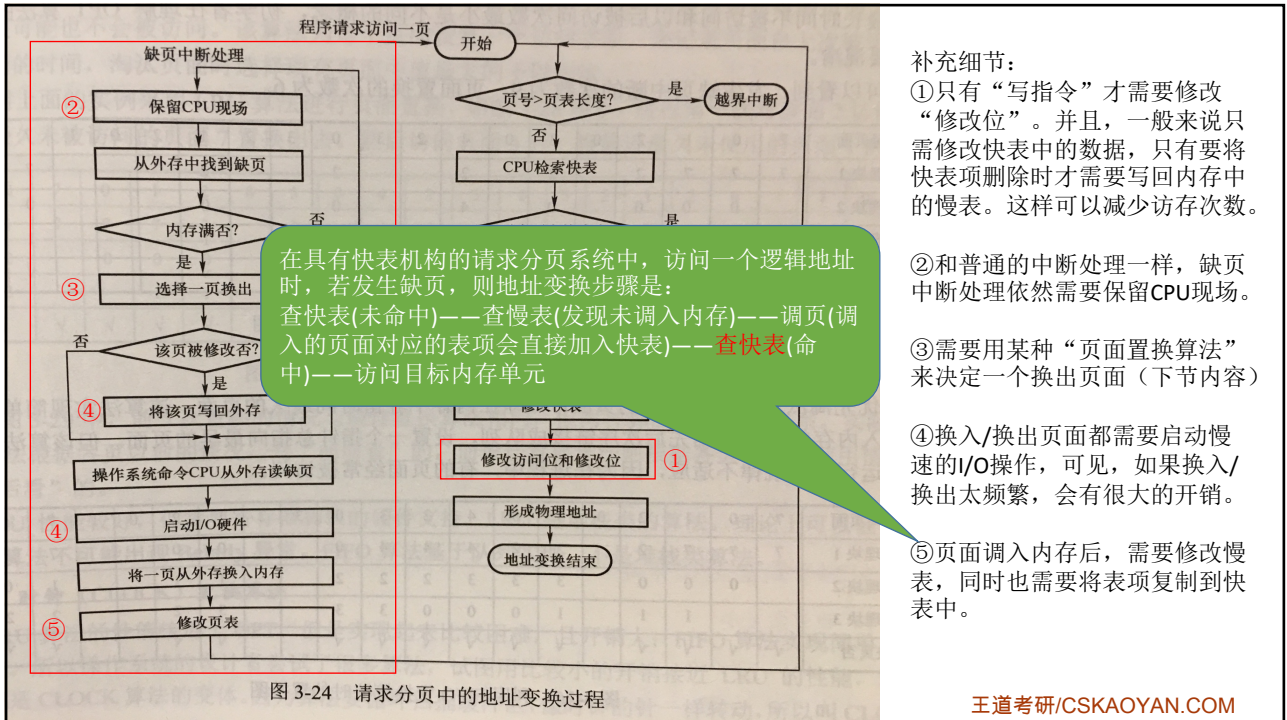 程序请求访问一页
开始
缺页中断处理
② 保留CPU现场
从外存中找到缺页
内存满否?
否
是
③ 选择一页换出
该页被修改否?
否
是
④ 将该页写回外存
操作系统命令CPU从外存读缺页
④ 启动I/O硬件
将一页从外存换入内存
⑤ 修改页表
页号>页表长度?
是
越界中断
否
CPU检索快表
是
在具有快表机构的请求分页系统中，访问一个逻辑地址
时，若发生缺页，则地址变换步骤是：
查快表(未命中)——查慢表(发现未调入内存)——调页(调
入的页面对应的表项会直接加入快表)——查快表(命
中)——访问目标内存单元
修改访问位和修改位 ①
形成物理地址
地址变换结束
图 3-24 请求分页中的地址变换过程
补充细节：
①只有“写指令”才需要修改
“修改位”。并且，一般来说只
需修改快表中的数据，只有要将
快表项删除时才需要写回内存中
的慢表。这样可以减少访存次数。
②和普通的中断处理一样，缺页
中断处理依然需要保留CPU现场。
③需要用某种“页面置换算法”
来决定一个换出页面（下节内容）
④换入/换出页面都需要启动慢
速的I/O操作，可见，如果换入/
换出太频繁，会有很大的开销。
⑤页面调入内存后，需要修改慢
表，同时也需要将表项复制到快
表中。
王道考研/CSKAOYAN.COM